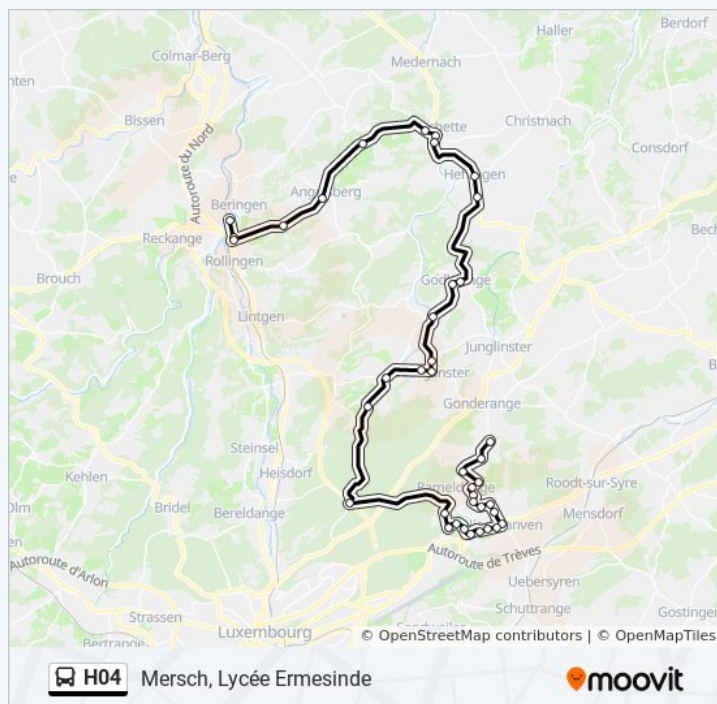 Berdorf
Haller
Colmar-Berg
Medernach
Bissen
Christnach
Consdorf
Autoroute du Nord
Beringen
Reckange
Rollingen
Brouch
Lintgen
Junglinster
Gonderange
Steinsel
Heisdorf
Kehlen
Roodt-sur-Syre
Bridel
Bereldange
Mensdorf
Autoroute de Trèves
Autoroute d'Arlon
Uebersyren
Schuttrange
Strassen
Gostingen
Bertrange
Luxembourg
© OpenStreetMap contributors | © OpenMapTiles
H04 Mersch, Lycée Ermesinde
moovit